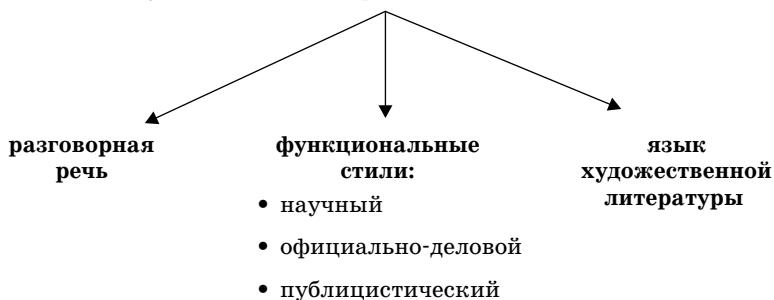 разговорная
речь
функциональные
стили:
• научный
• официально-деловой
• публицистический
язык
художественной
литературы